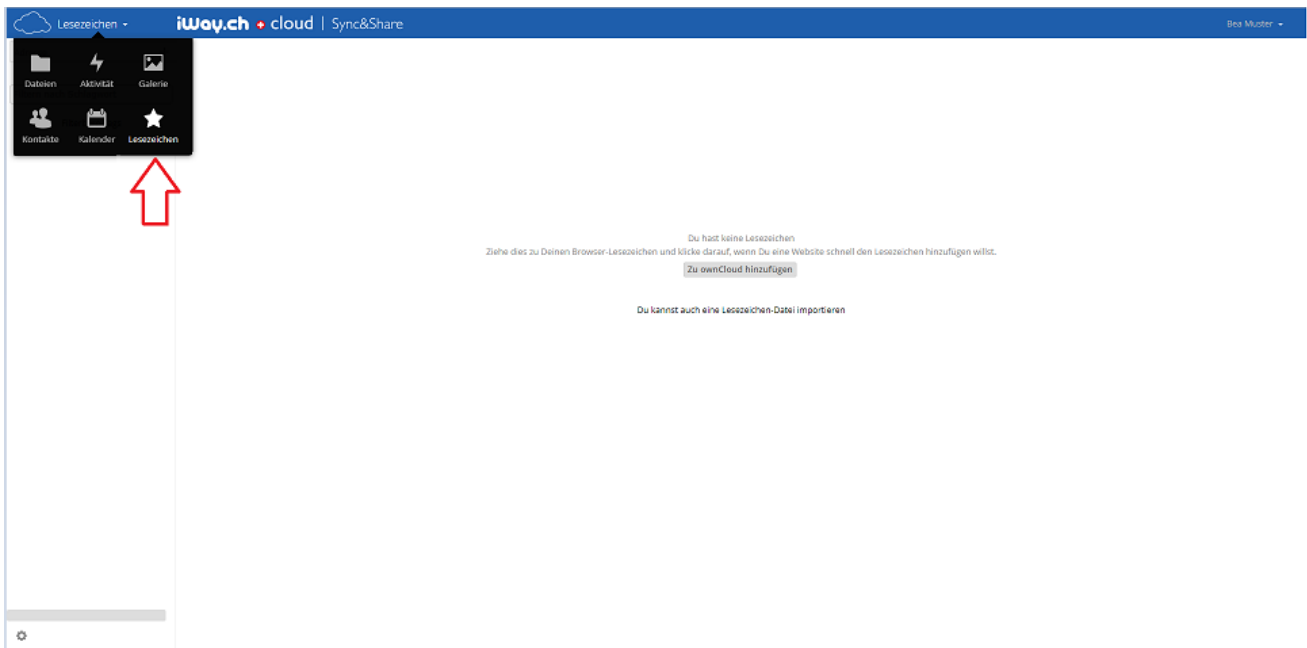 Lesezeichen
iWay.ch cloud | Sync&Share
Bea Muster
Dateien Aktivität Galerie
Kontakte Kalender Lesezeichen
Du hast keine Lesezeichen
Ziehe dies zu Deinen Browser-Lesezeichen und klicke darauf, wenn Du eine Website schnell den Lesezeichen hinzufügen willst.
Zu ownCloud hinzufügen
Du kannst auch eine Lesezeichen-Datei importieren